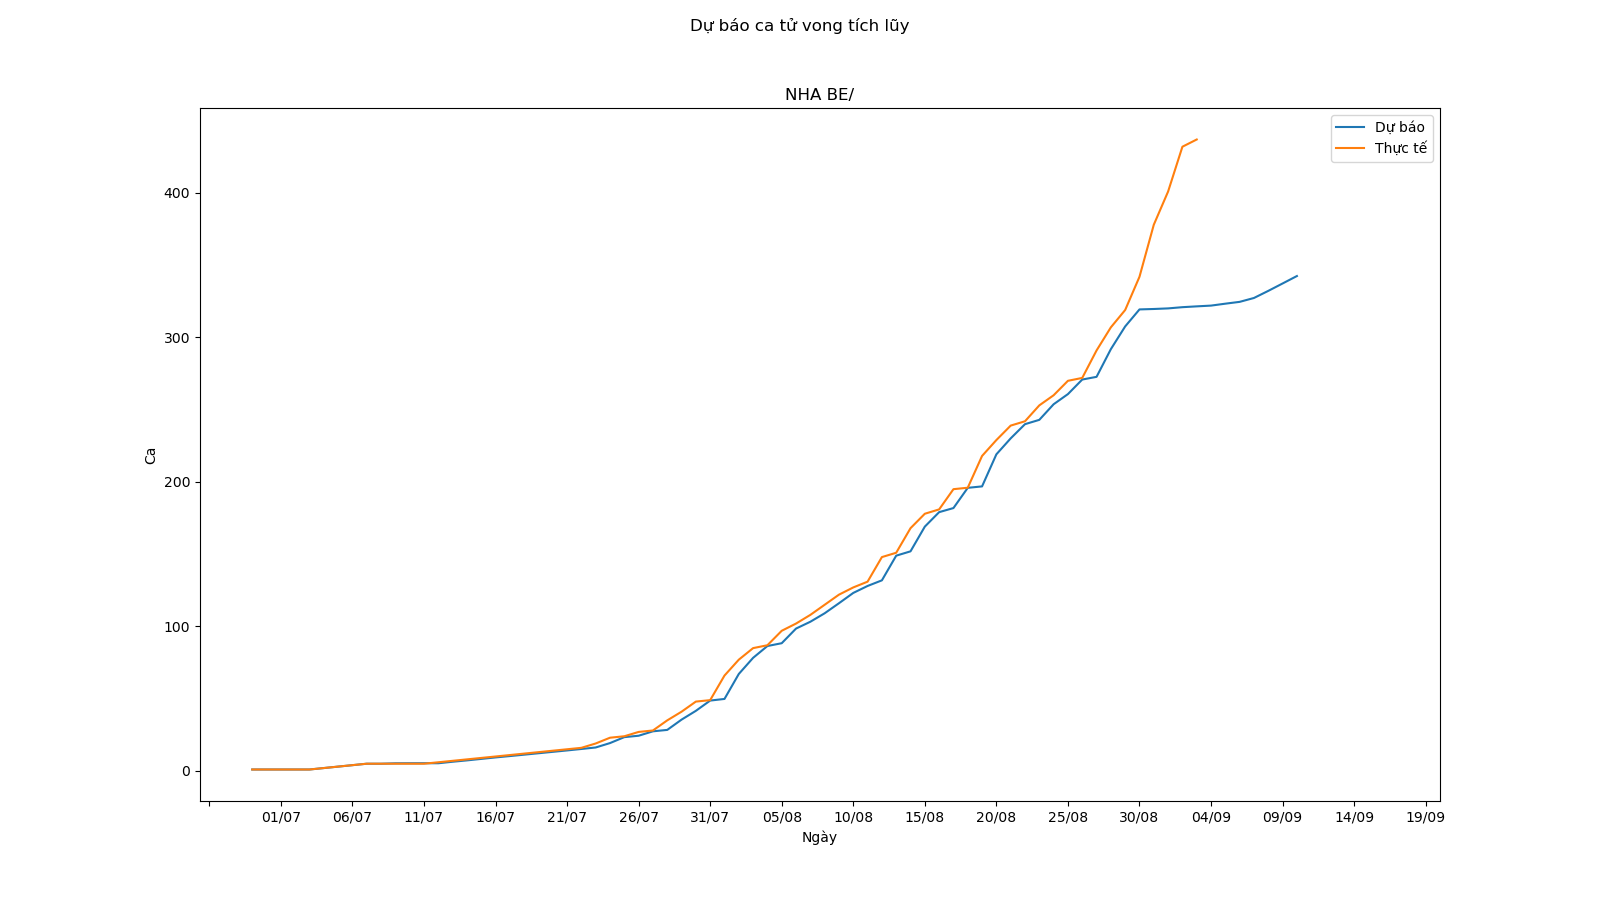 Dự báo ca tử vong tích lũy
NHA BE/
Dự báo
Thực tế
400
300
200
100
0
Ca
01/07 06/07 11/07 16/07 21/07 26/07 31/07 05/08 10/08 15/08 20/08 25/08 30/08 04/09 09/09 14/09 19/09
Ngày